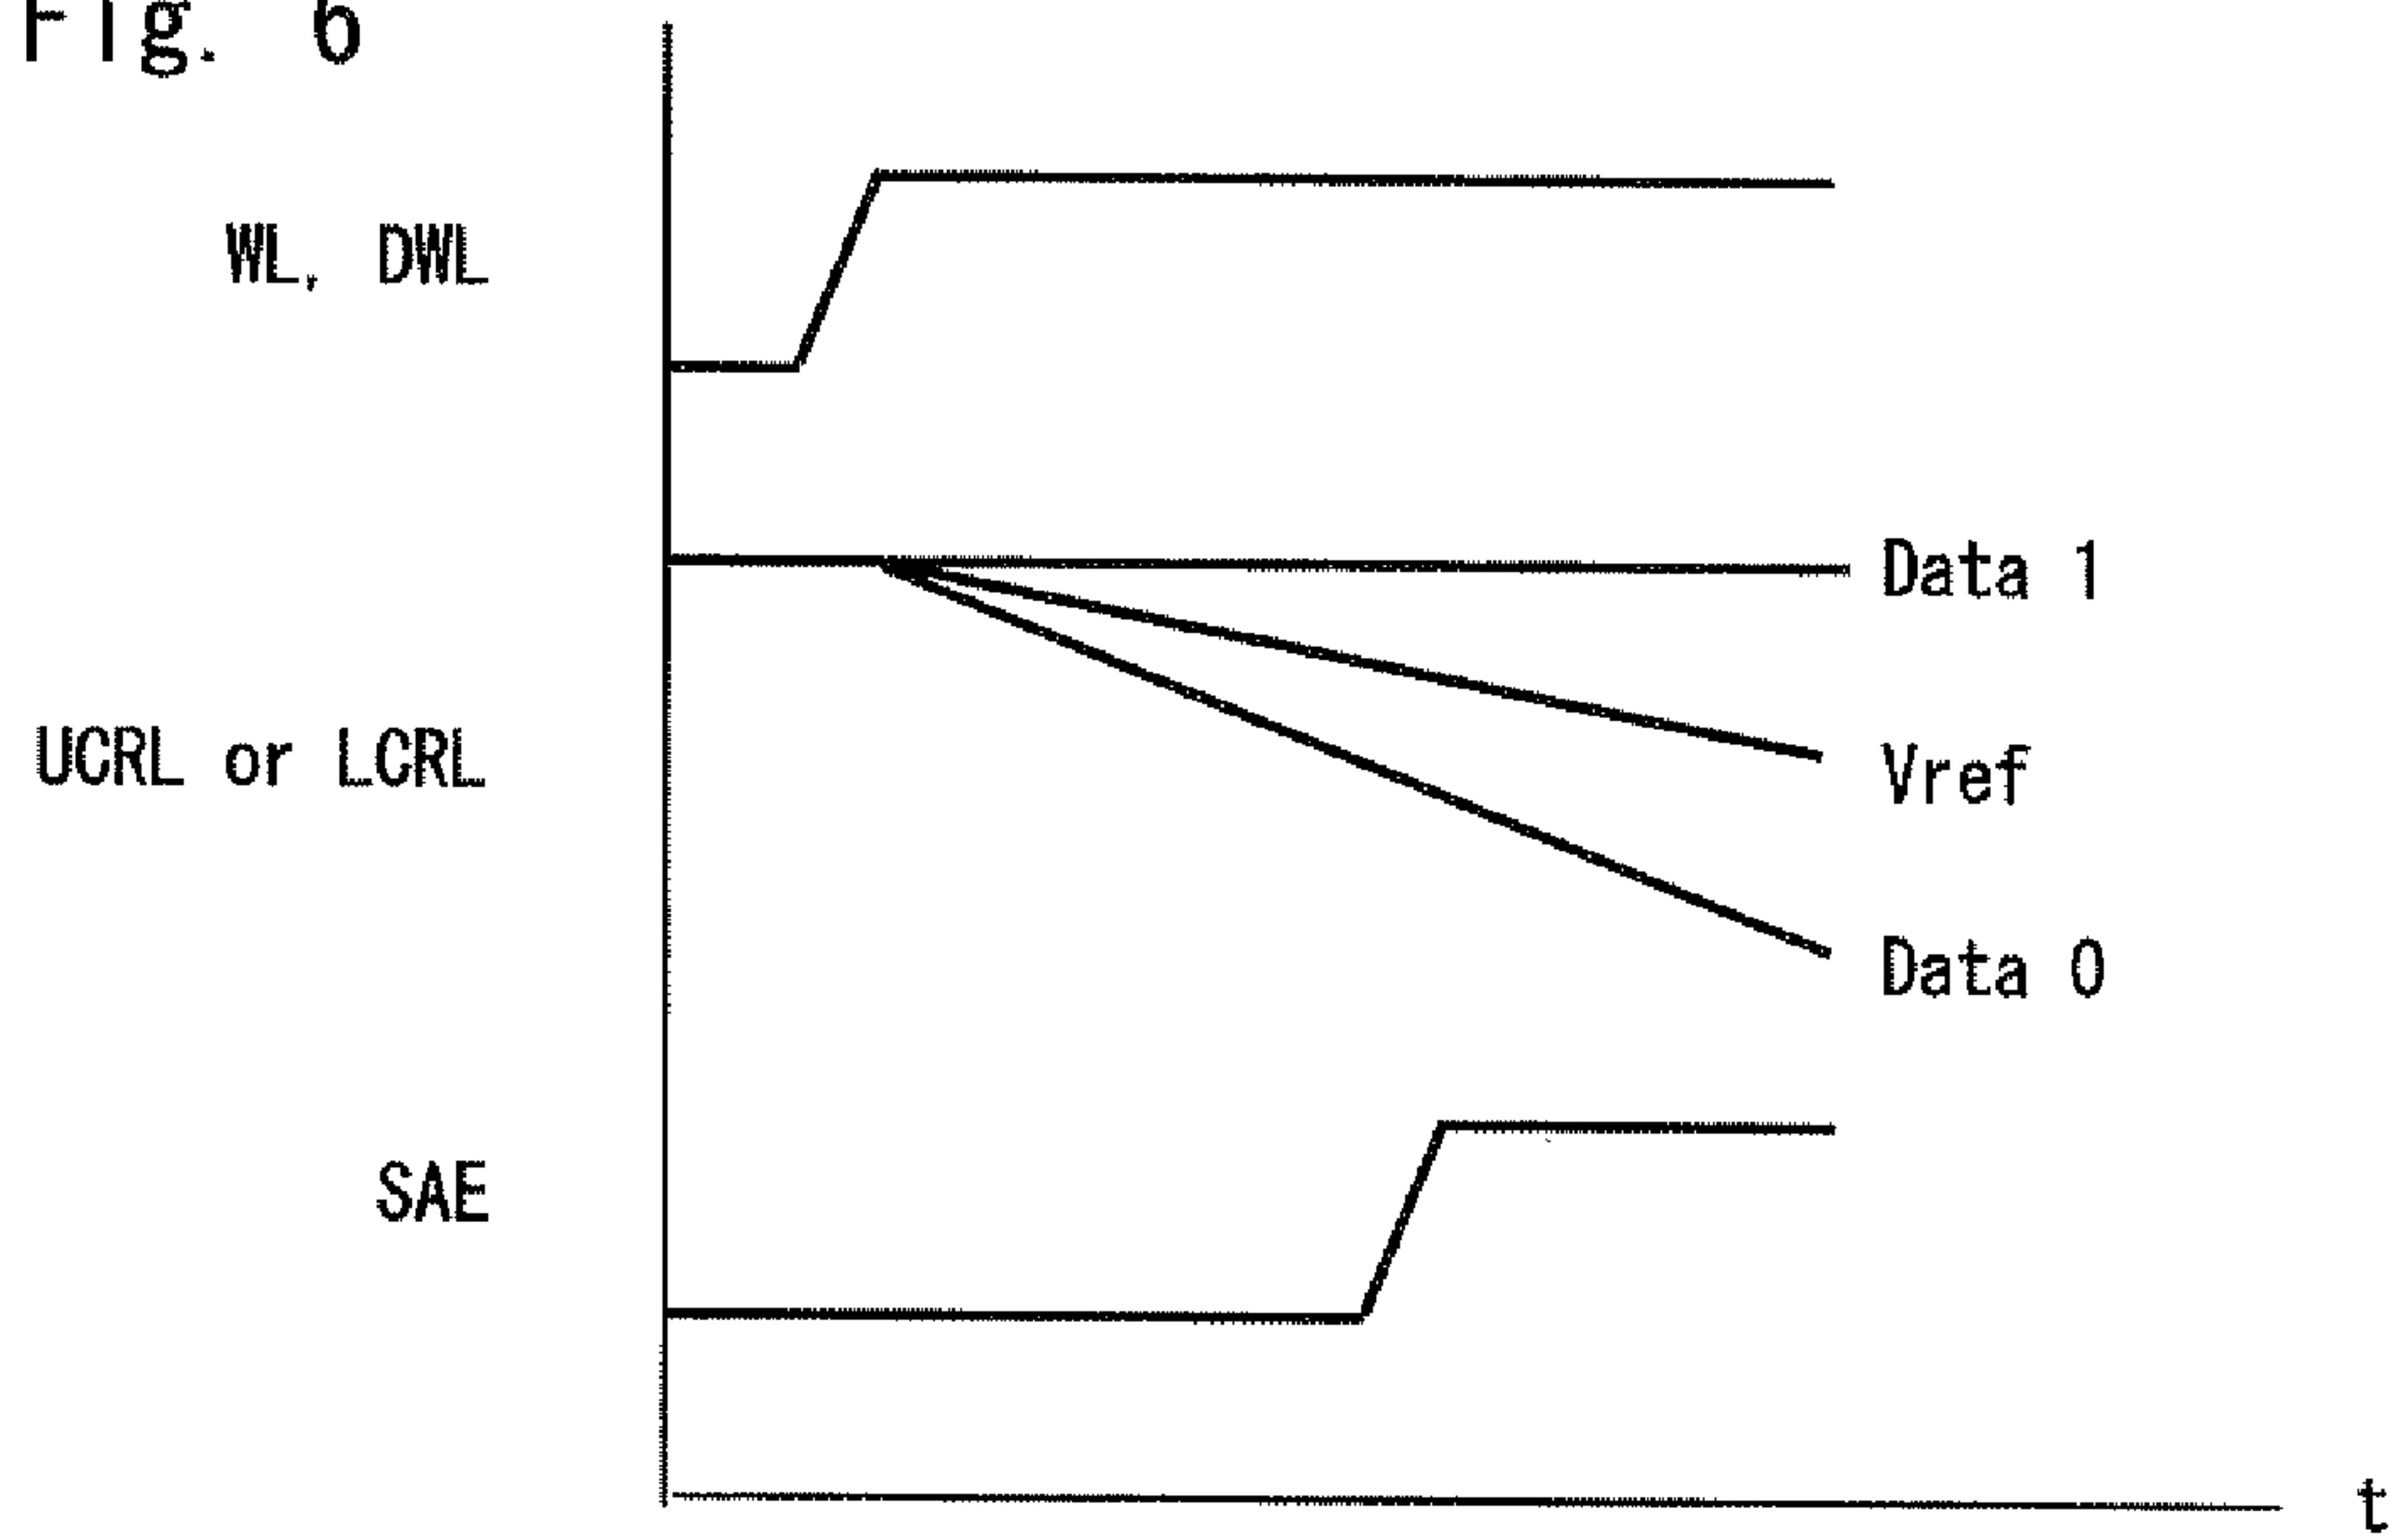 Fig. 6
WL, DWL
Data 1
UCRL or LCRL
Vref
Data 0
SAE
t